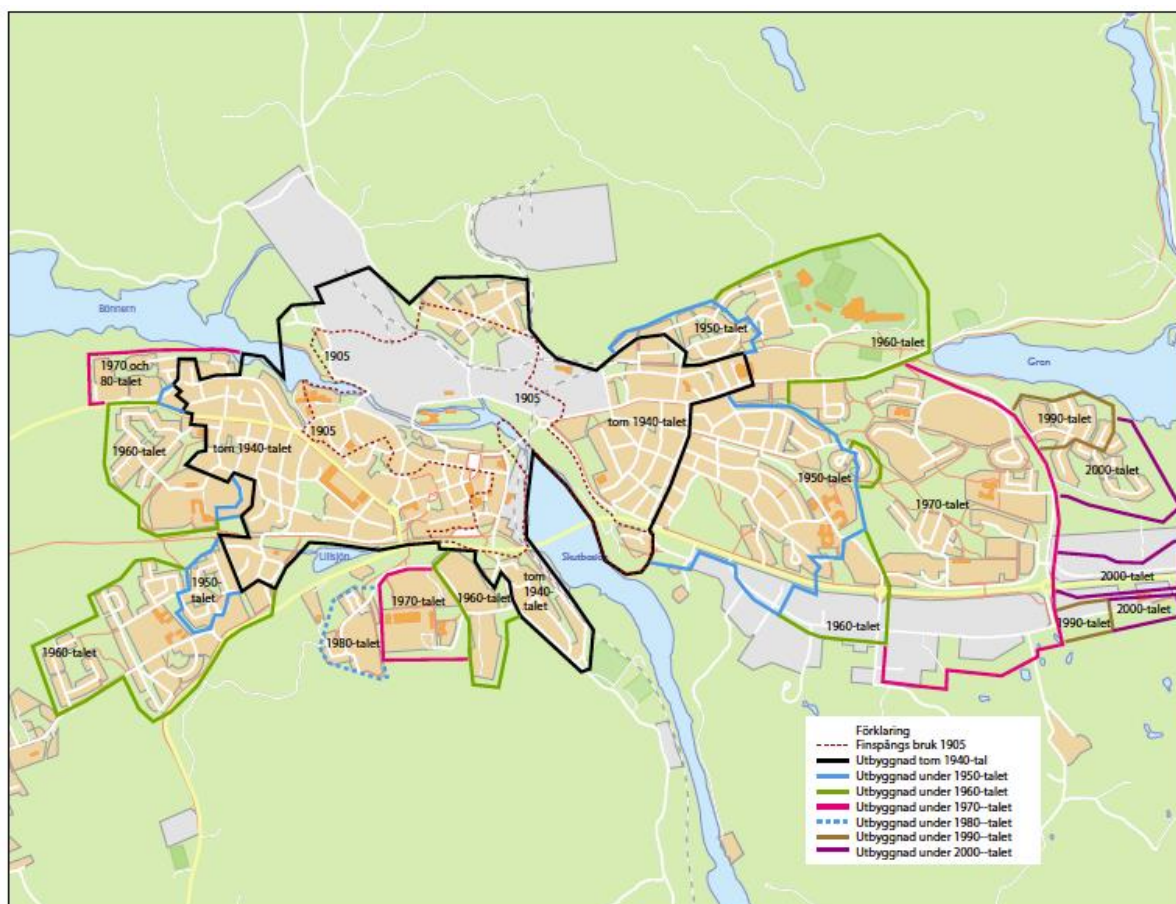 Bönnern
1905
1950-talet
1960-talet
Gron
1970 och
80-talet
1905
1905
tom 1940-talet
1990-talet
1960-talet
tom 1940-talet
2000-talet
1950-talet
1970-talet
Lillsjön
1950-
talet
1970-talet
1960-talet
tom
1940-
talet
2000-talet
1960-talet
1980-talet
1960-talet
1990-talet
2000-talet
Förklaring
Finspångs bruk 1905
Utbyggnad tom 1940-tal
Utbyggnad under 1950-talet
Utbyggnad under 1960-talet
Utbyggnad under 1970--talet
Utbyggnad under 1980--talet
Utbyggnad under 1990--talet
Utbyggnad under 2000--talet